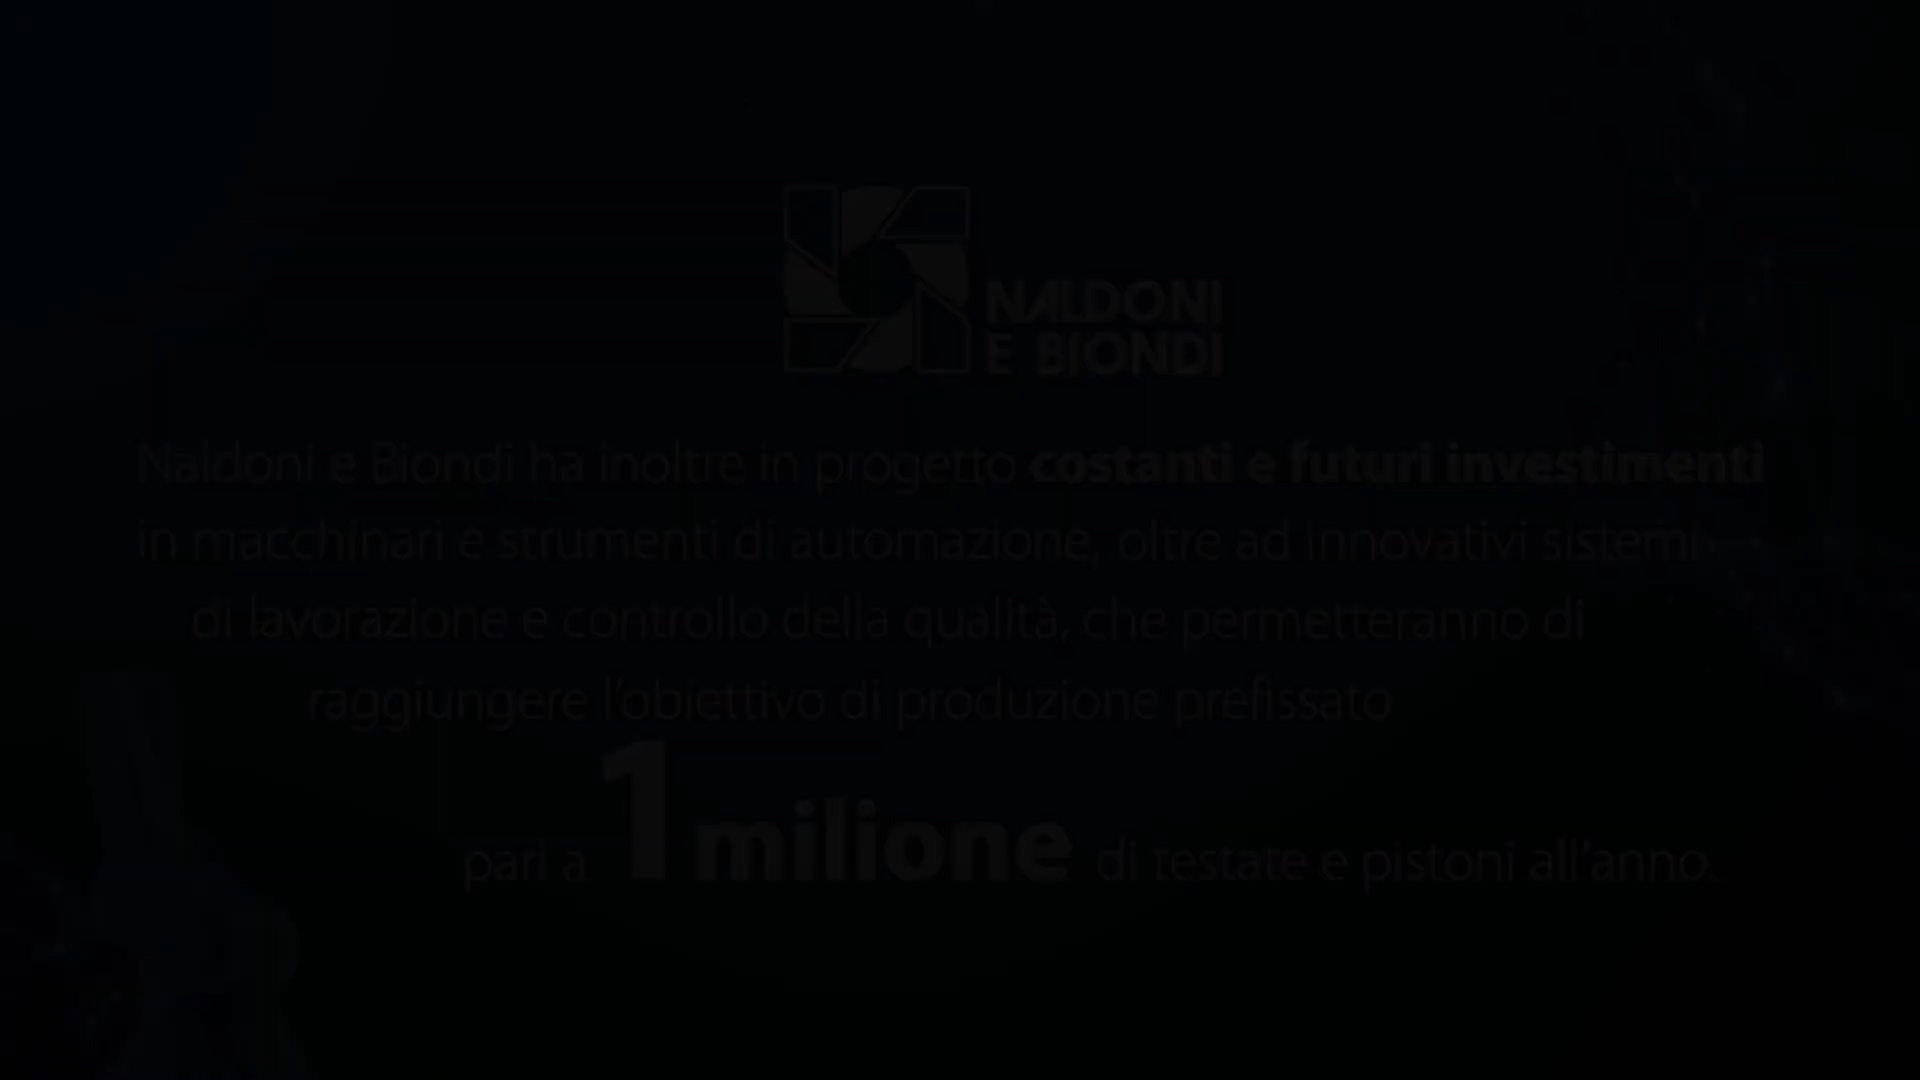 NALDONI
E BIONDI
Naldoni e Biondi ha inoltre in progetto costanti e futuri investimenti
in macchinari e strumenti di automazione, oltre ad innovativi sistemi
di lavorazione e controllo della qualità, che permetteranno di
raggiungere l'obiettivo di produzione prefissato
pari a 1 milione di testate e pistoni all'anno.